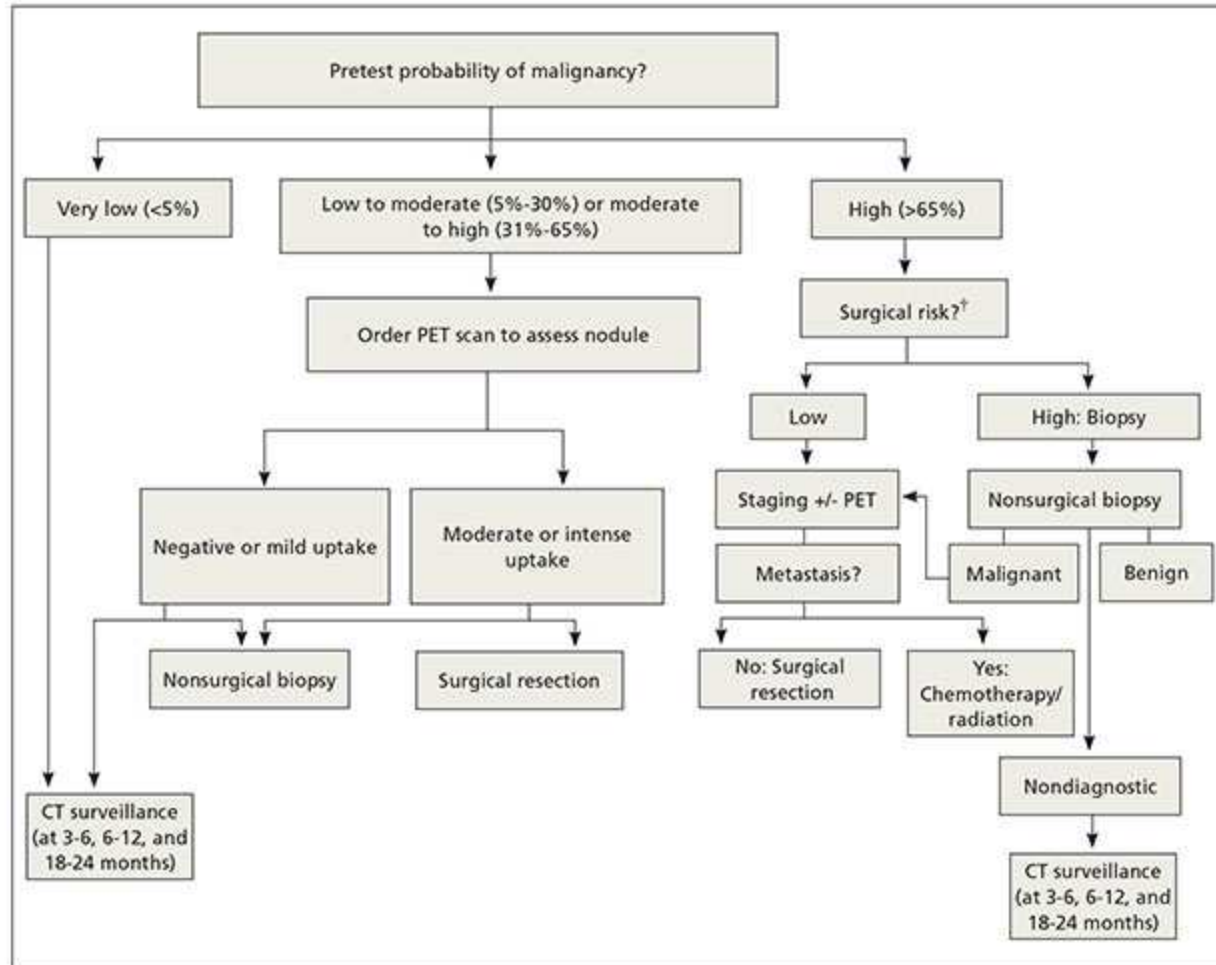 Pretest probability of malignancy?
Very low (<5%)
Low to moderate (5%-30%) or moderate
to high (31%-65%)
High (>65%)
Order PET scan to assess nodule
Surgical risk?†
Low
High: Biopsy
Negative or mild uptake
Moderate or intense
uptake
Staging +/- PET
Nonsurgical biopsy
Metastasis?
Malignant
Benign
Nonsurgical biopsy
Surgical resection
No: Surgical
resection
Yes:
Chemotherapy/
radiation
Nondiagnostic
CT surveillance
(at 3-6, 6-12, and
18-24 months)
CT surveillance
(at 3-6, 6-12, and
18-24 months)